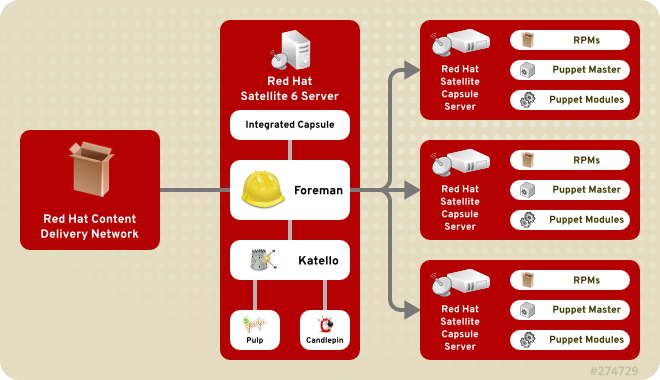 Red Hat Content
Delivery Network
Red Hat
Satellite 6 Server
Integrated Capsule
Foreman
Katello
Pulp
Candlepin
Red Hat
Satellite
Capsule
Server
RPMs
Puppet Master
Puppet Modules
Red Hat
Satellite
Capsule
Server
RPMs
Puppet Master
Puppet Modules
Red Hat
Satellite
Capsule
Server
RPMs
Puppet Master
Puppet Modules
#274729